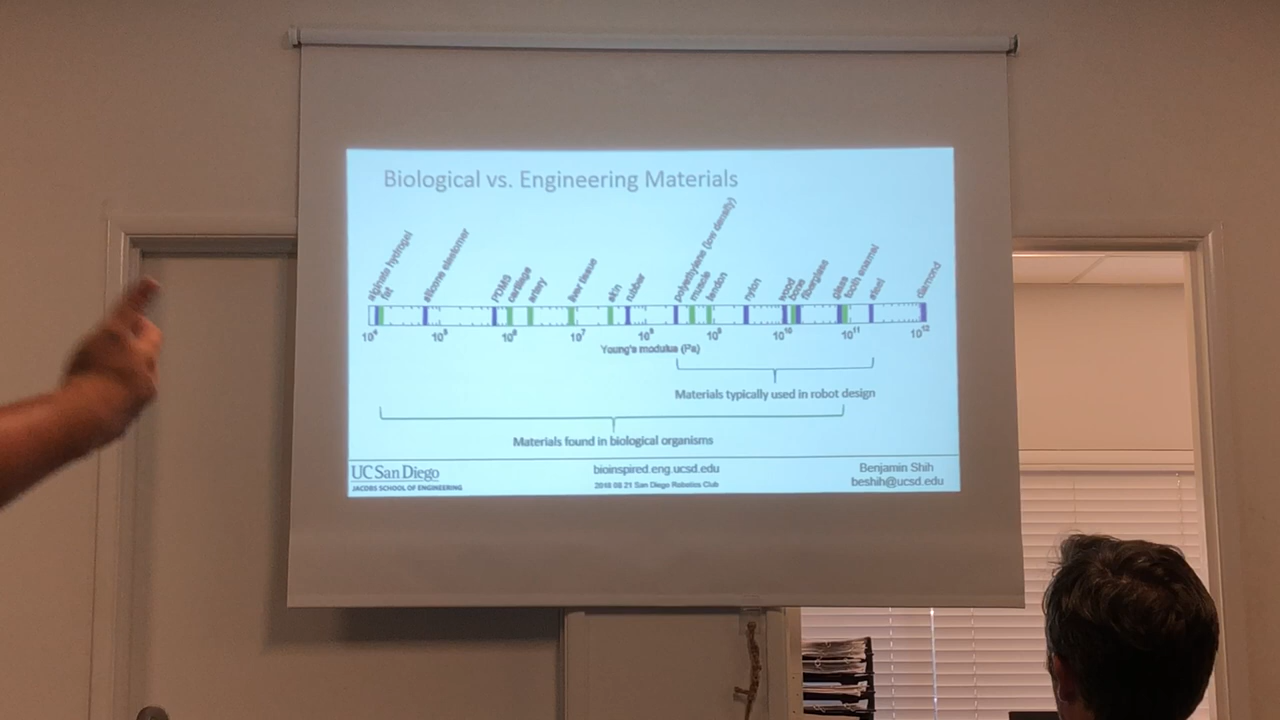 Biological vs. Engineering Materials
alginate hydrogel
fat
silicone elastomer
PDMS
cartilage
artery
liver tissue
skin
rubber
polyethylene (low density)
muscle
tendon
nylon
wood
bone
fiberglass
glass
tooth enamel
steel
diamond
10⁴ 10⁵ 10⁶ 10⁷ 10⁸ 10⁹ 10¹⁰ 10¹¹ 10¹²
Young's modulus (Pa)
Materials typically used in robot design
Materials found in biological organisms
UC San Diego
JACOBS SCHOOL OF ENGINEERING
bioinspired.eng.ucsd.edu
2018 08 21 San Diego Robotics Club
Benjamin Shih
beshih@ucsd.edu